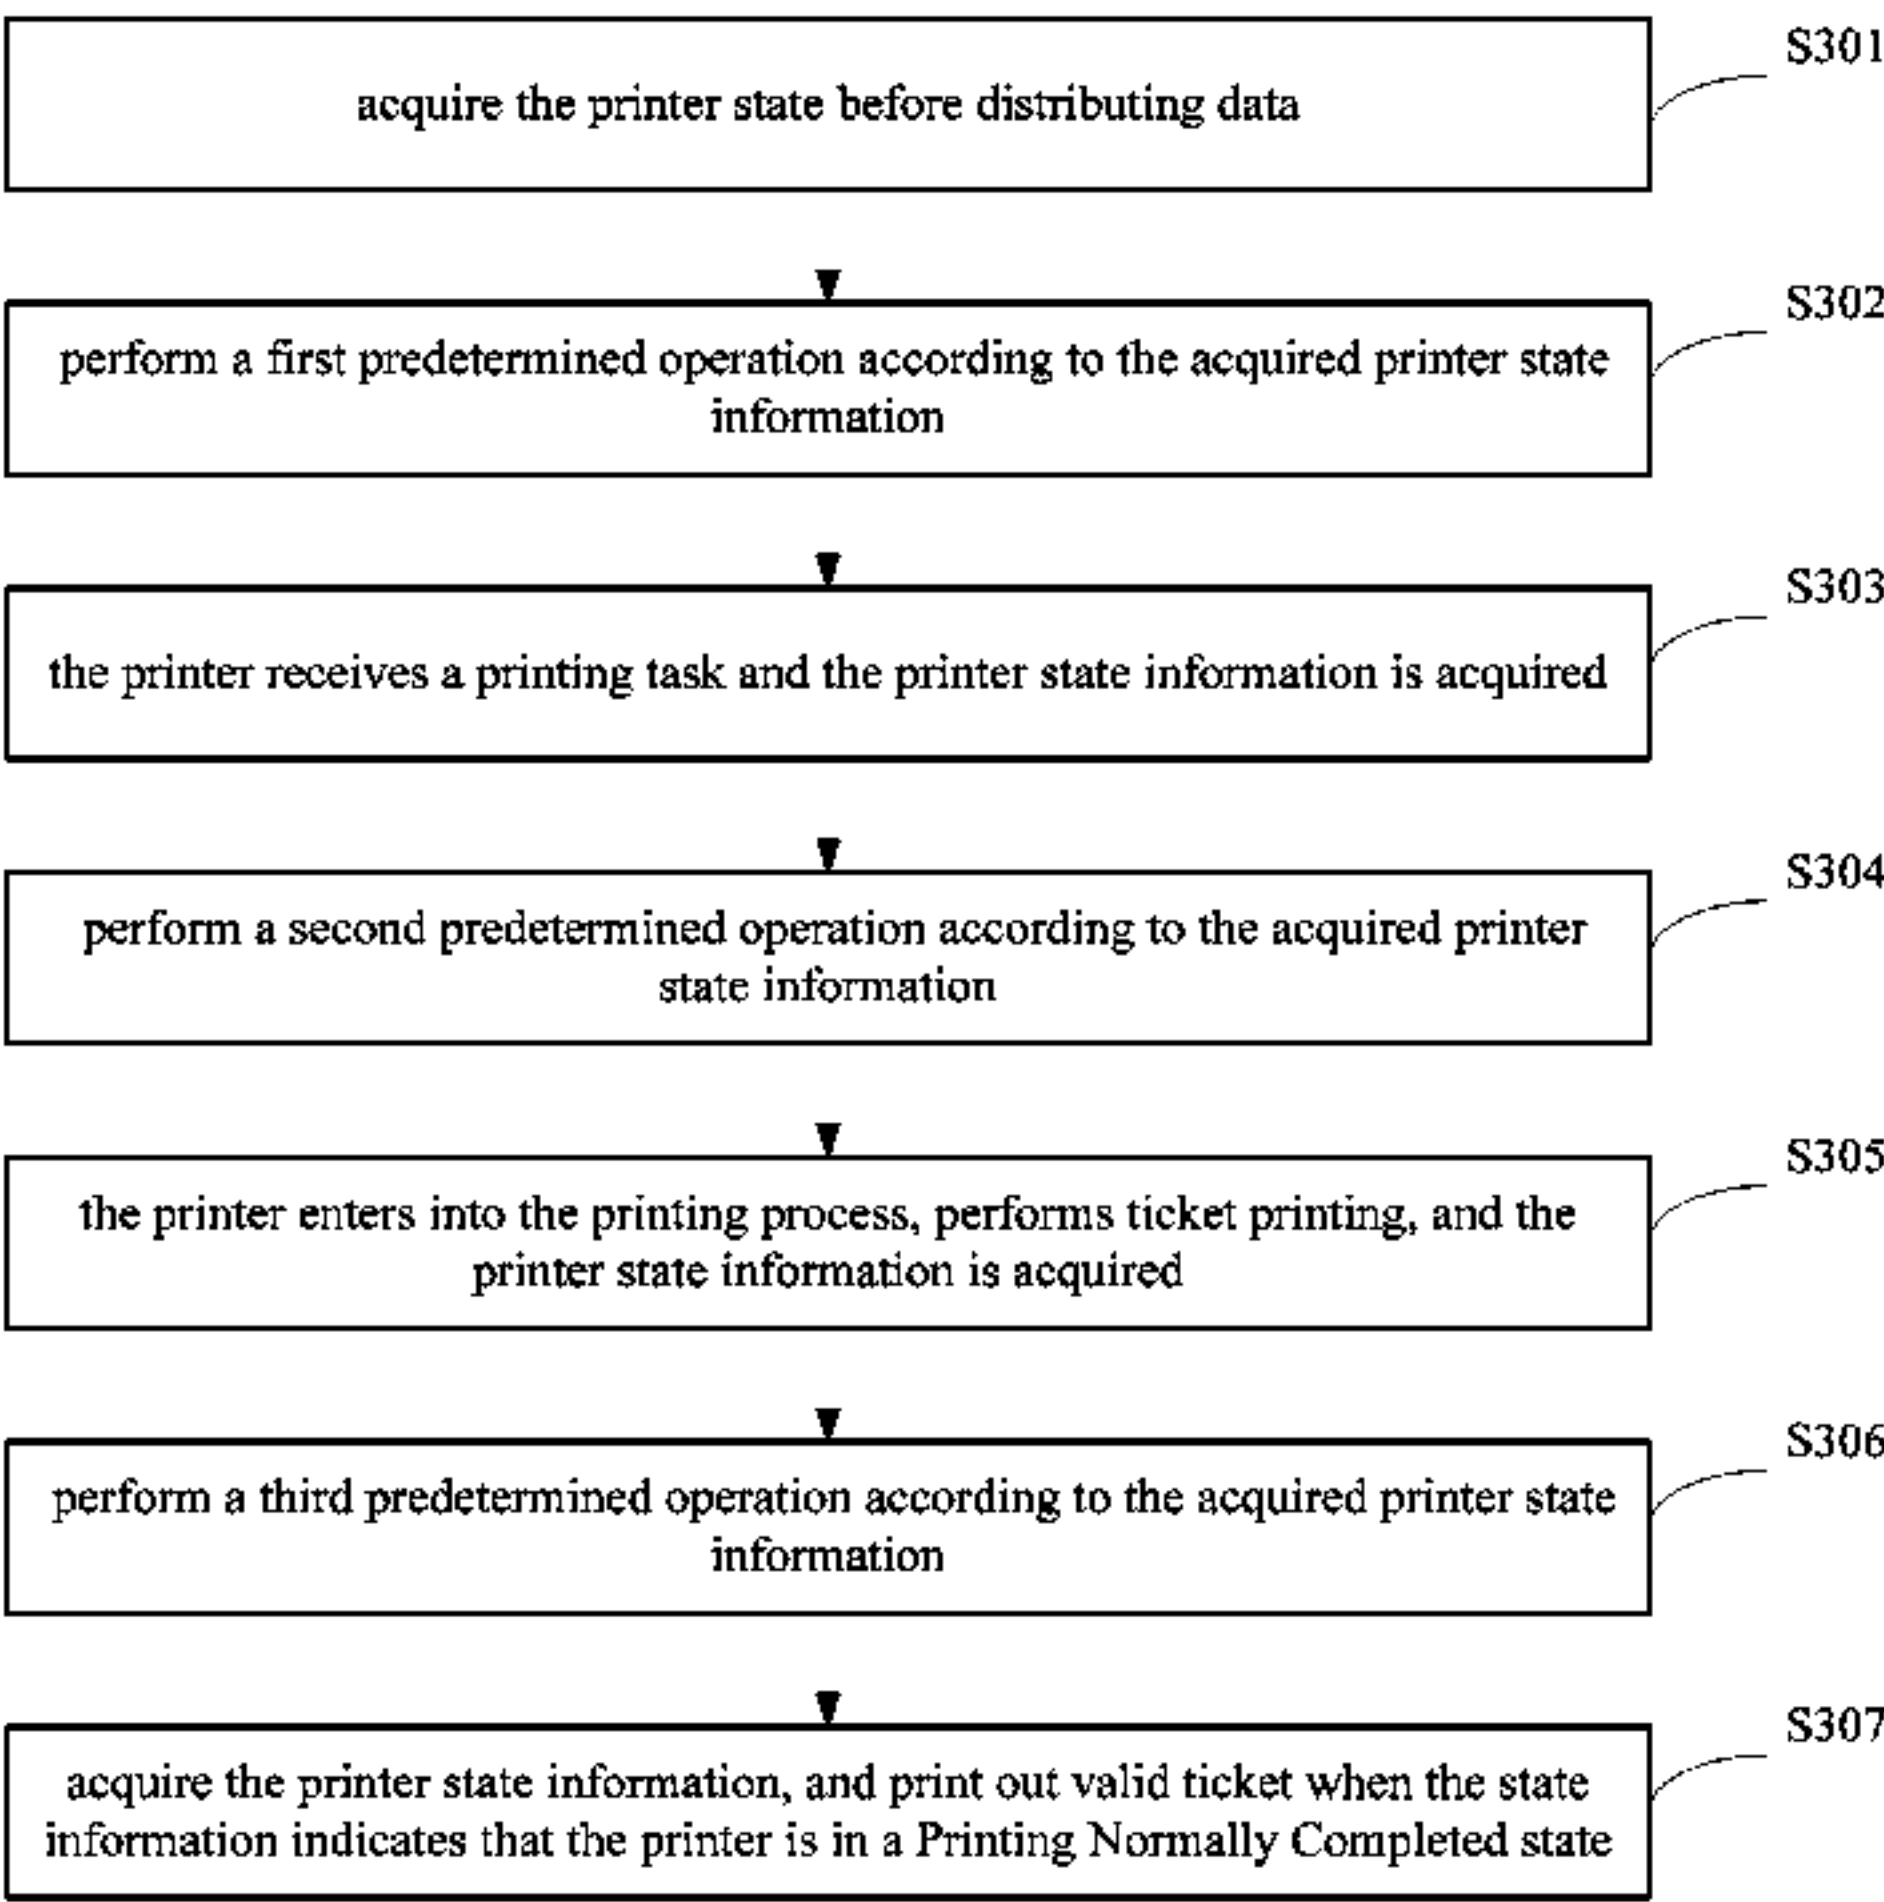 S301
acquire the printer state before distributing data
S302
perform a first predetermined operation according to the acquired printer state
information
S303
the printer receives a printing task and the printer state information is acquired
S304
perform a second predetermined operation according to the acquired printer
state information
S305
the printer enters into the printing process, performs ticket printing, and the
printer state information is acquired
S306
perform a third predetermined operation according to the acquired printer state
information
S307
acquire the printer state information, and print out valid ticket when the state
information indicates that the printer is in a Printing Normally Completed state